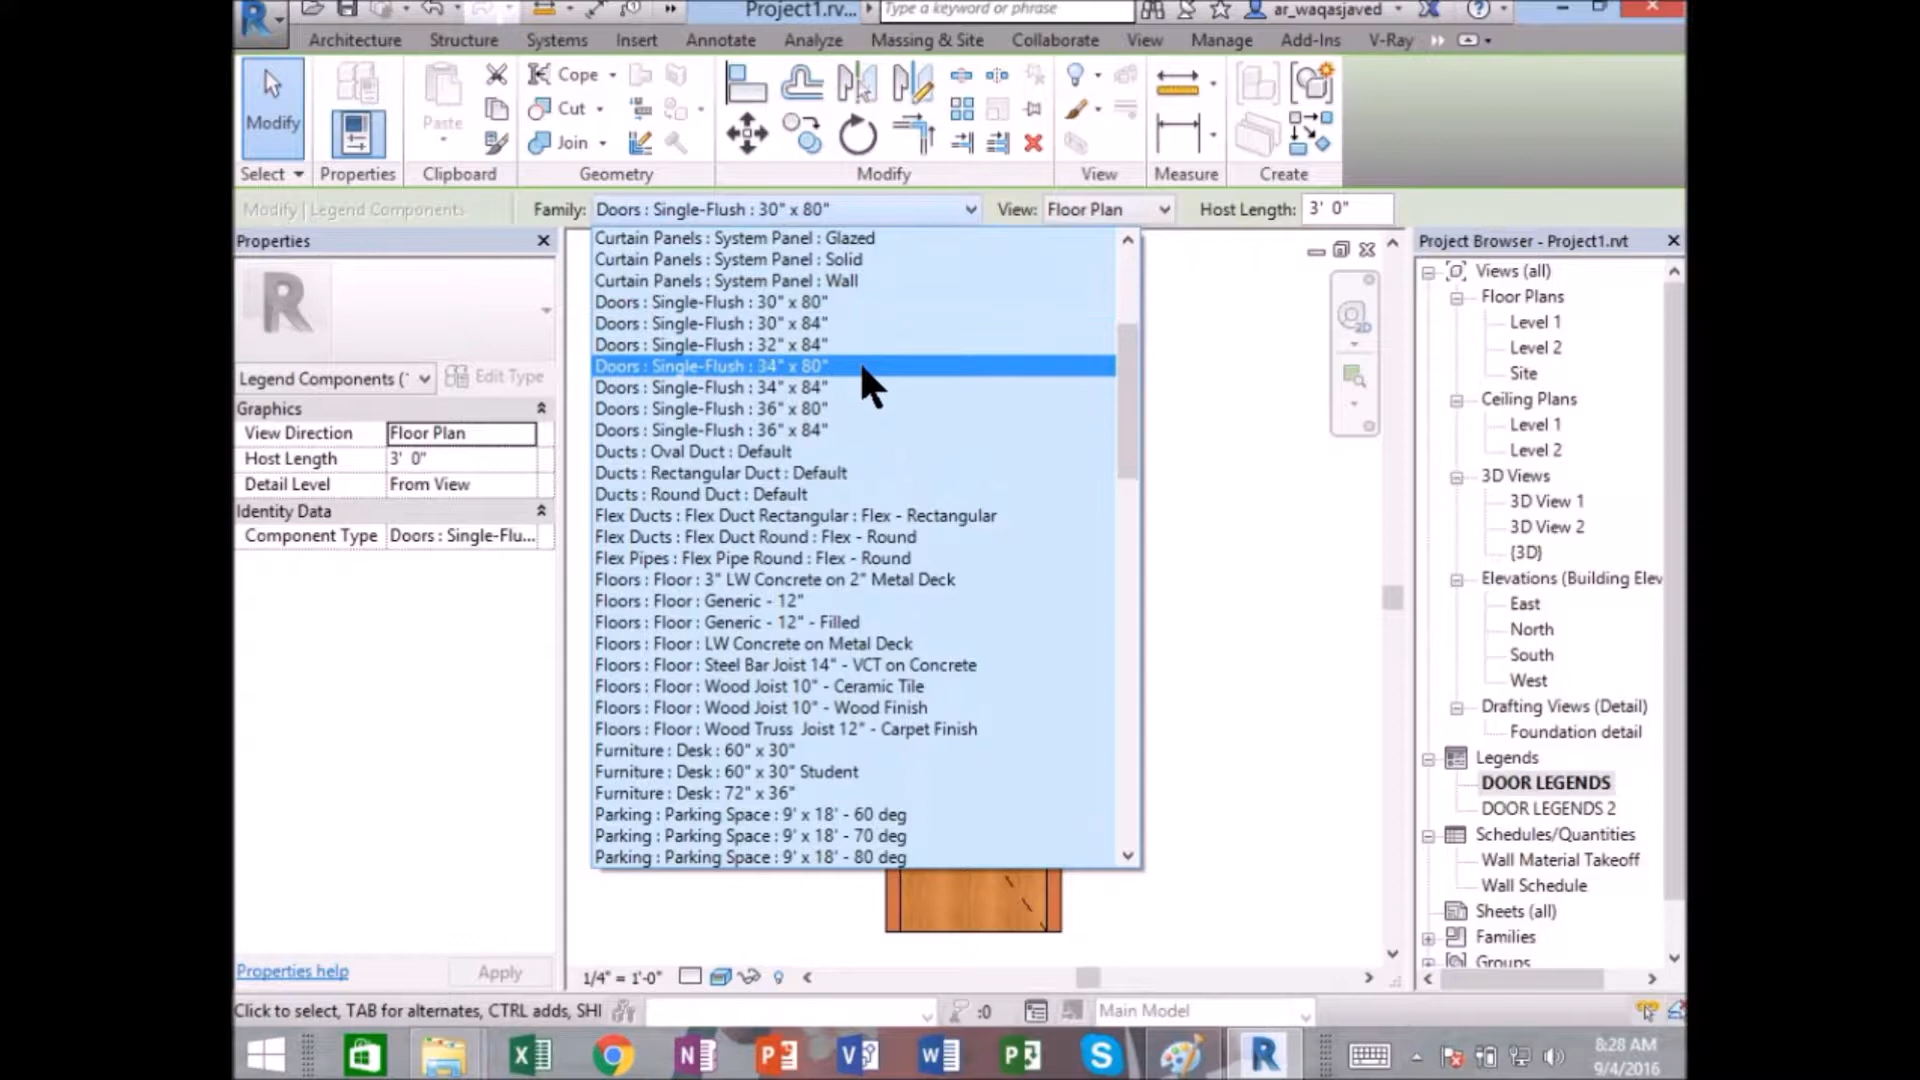 Project1.rv... Type a keyword or phrase ar_waqasjaved
Architecture Structure Systems Insert Annotate Analyze Massing & Site Collaborate View Manage Add-Ins V-Ray
Modify Paste Cope Cut Join
Select Properties Clipboard Geometry Modify View Measure Create
Modify | Legend Components Family: Doors : Single-Flush : 30" x 80" View: Floor Plan Host Length: 3' 0"
Properties
Legend Components ( Edit Type
Graphics
View Direction Floor Plan
Host Length 3' 0"
Detail Level From View
Identity Data
Component Type Doors : Single-Flu...
Properties help Apply
Curtain Panels : System Panel : Glazed
Curtain Panels : System Panel : Solid
Curtain Panels : System Panel : Wall
Doors : Single-Flush : 30" x 80"
Doors : Single-Flush : 30" x 84"
Doors : Single-Flush : 32" x 84"
Doors : Single-Flush : 34" x 80"
Doors : Single-Flush : 34" x 84"
Doors : Single-Flush : 36" x 80"
Doors : Single-Flush : 36" x 84"
Ducts : Oval Duct : Default
Ducts : Rectangular Duct : Default
Ducts : Round Duct : Default
Flex Ducts : Flex Duct Rectangular : Flex - Rectangular
Flex Ducts : Flex Duct Round : Flex - Round
Flex Pipes : Flex Pipe Round : Flex - Round
Floors : Floor : 3" LW Concrete on 2" Metal Deck
Floors : Floor : Generic - 12"
Floors : Floor : Generic - 12" - Filled
Floors : Floor : LW Concrete on Metal Deck
Floors : Floor : Steel Bar Joist 14" - VCT on Concrete
Floors : Floor : Wood Joist 10" - Ceramic Tile
Floors : Floor : Wood Joist 10" - Wood Finish
Floors : Floor : Wood Truss Joist 12" - Carpet Finish
Furniture : Desk : 60" x 30"
Furniture : Desk : 60" x 30" Student
Furniture : Desk : 72" x 36"
Parking : Parking Space : 9' x 18' - 60 deg
Parking : Parking Space : 9' x 18' - 70 deg
Parking : Parking Space : 9' x 18' - 80 deg
2D
Project Browser - Project1.rvt
Views (all)
Floor Plans
Level 1
Level 2
Site
Ceiling Plans
Level 1
Level 2
3D Views
3D View 1
3D View 2
{3D}
Elevations (Building Elev
East
North
South
West
Drafting Views (Detail)
Foundation detail
Legends
DOOR LEGENDS
DOOR LEGENDS 2
Schedules/Quantities
Wall Material Takeoff
Wall Schedule
Sheets (all)
Families
Groups
1/4" = 1'-0"
Click to select, TAB for alternates, CTRL adds, SHI :0 Main Model
8:28 AM
9/4/2016